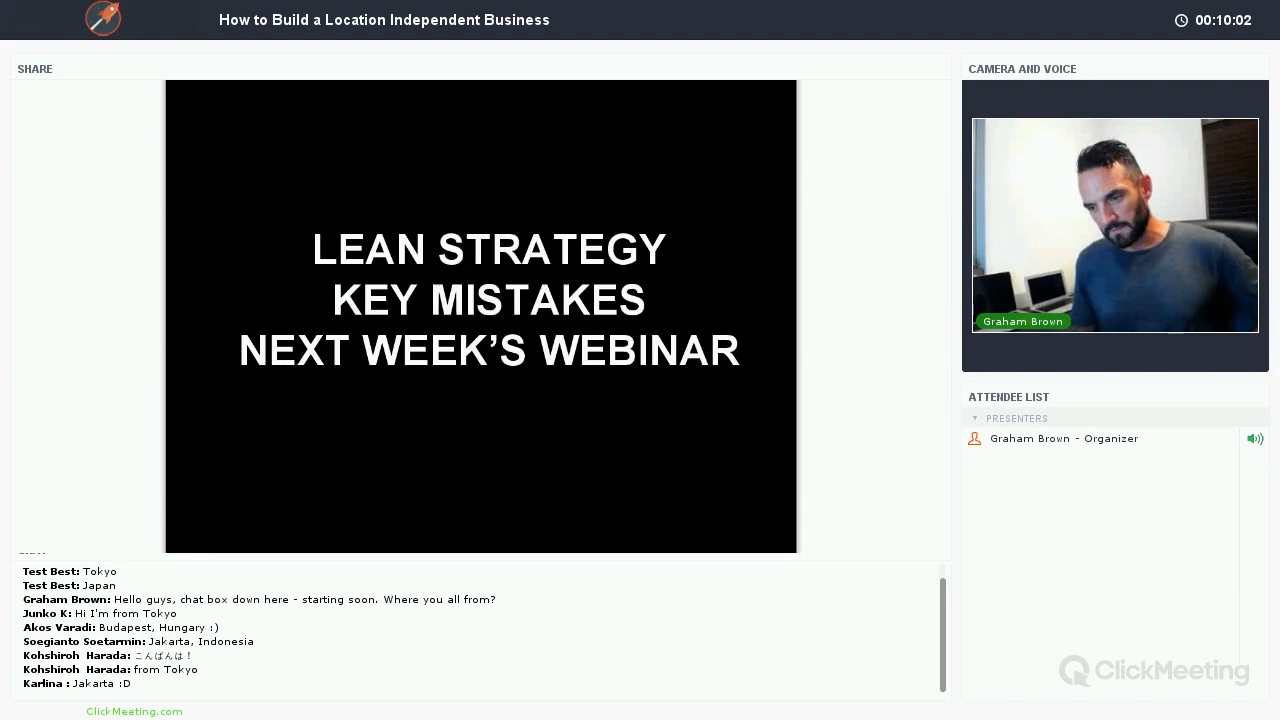 How to Build a Location Independent Business
00:10:02
SHARE
LEAN STRATEGY
KEY MISTAKES
NEXT WEEK’S WEBINAR
CAMERA AND VOICE
Graham Brown
ATTENDEE LIST
PRESENTERS
Graham Brown - Organizer
Test Best: Tokyo
Test Best: Japan
Graham Brown: Hello guys, chat box down here - starting soon. Where you all from?
Junko K: Hi I'm from Tokyo
Akos Varadi: Budapest, Hungary :)
Soegianto Soetarmin: Jakarta, Indonesia
Kohshiroh Harada: こんばんは！
Kohshiroh Harada: from Tokyo
Karlina : Jakarta :D
ClickMeeting
ClickMeeting.com